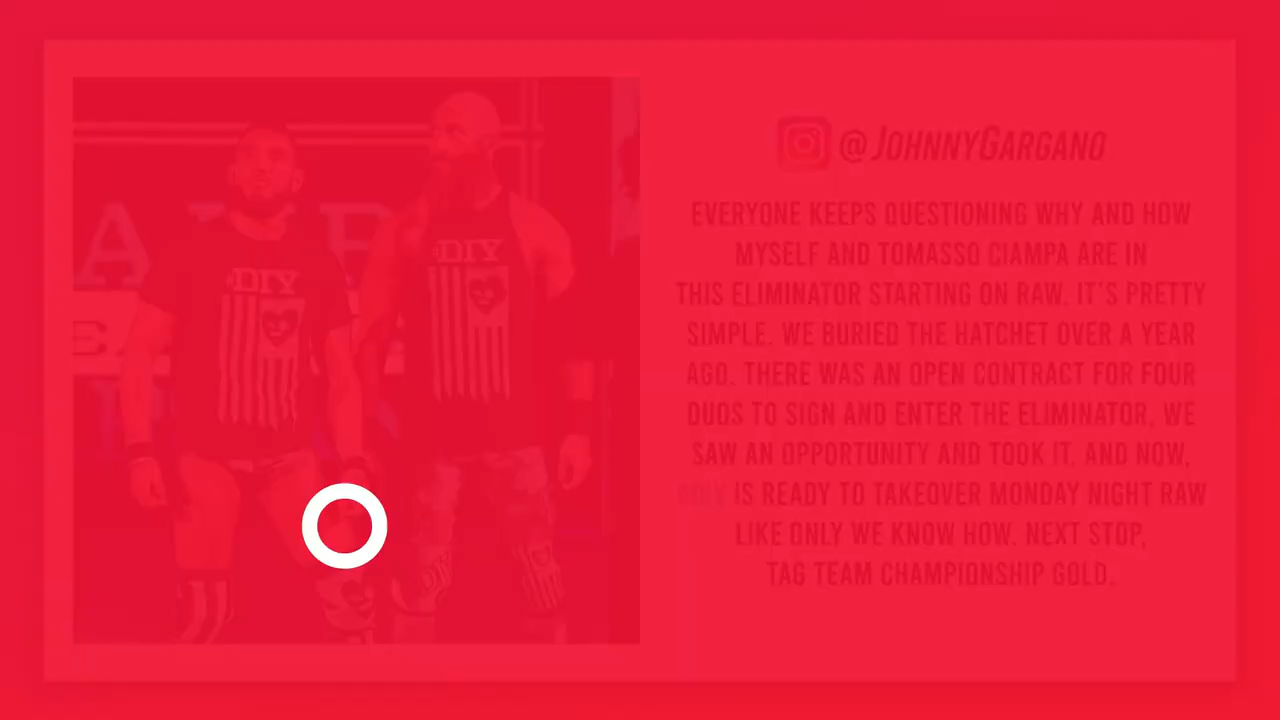 @JOHNNYGARGANO
EVERYONE KEEPS QUESTIONING WHY AND HOW
MYSELF AND TOMASSO CIAMPA ARE IN
THIS ELIMINATOR STARTING ON RAW. IT'S PRETTY
SIMPLE. WE BURIED THE HATCHET OVER A YEAR
AGO. THERE WAS AN OPEN CONTRACT FOR FOUR
DUOS TO SIGN AND ENTER THE ELIMINATOR, WE
SAW AN OPPORTUNITY AND TOOK IT. AND NOW,
IS READY TO TAKEOVER MONDAY NIGHT RAW
LIKE ONLY WE KNOW HOW. NEXT STOP,
TAG TEAM CHAMPIONSHIP GOLD.
#DIY
#DIY